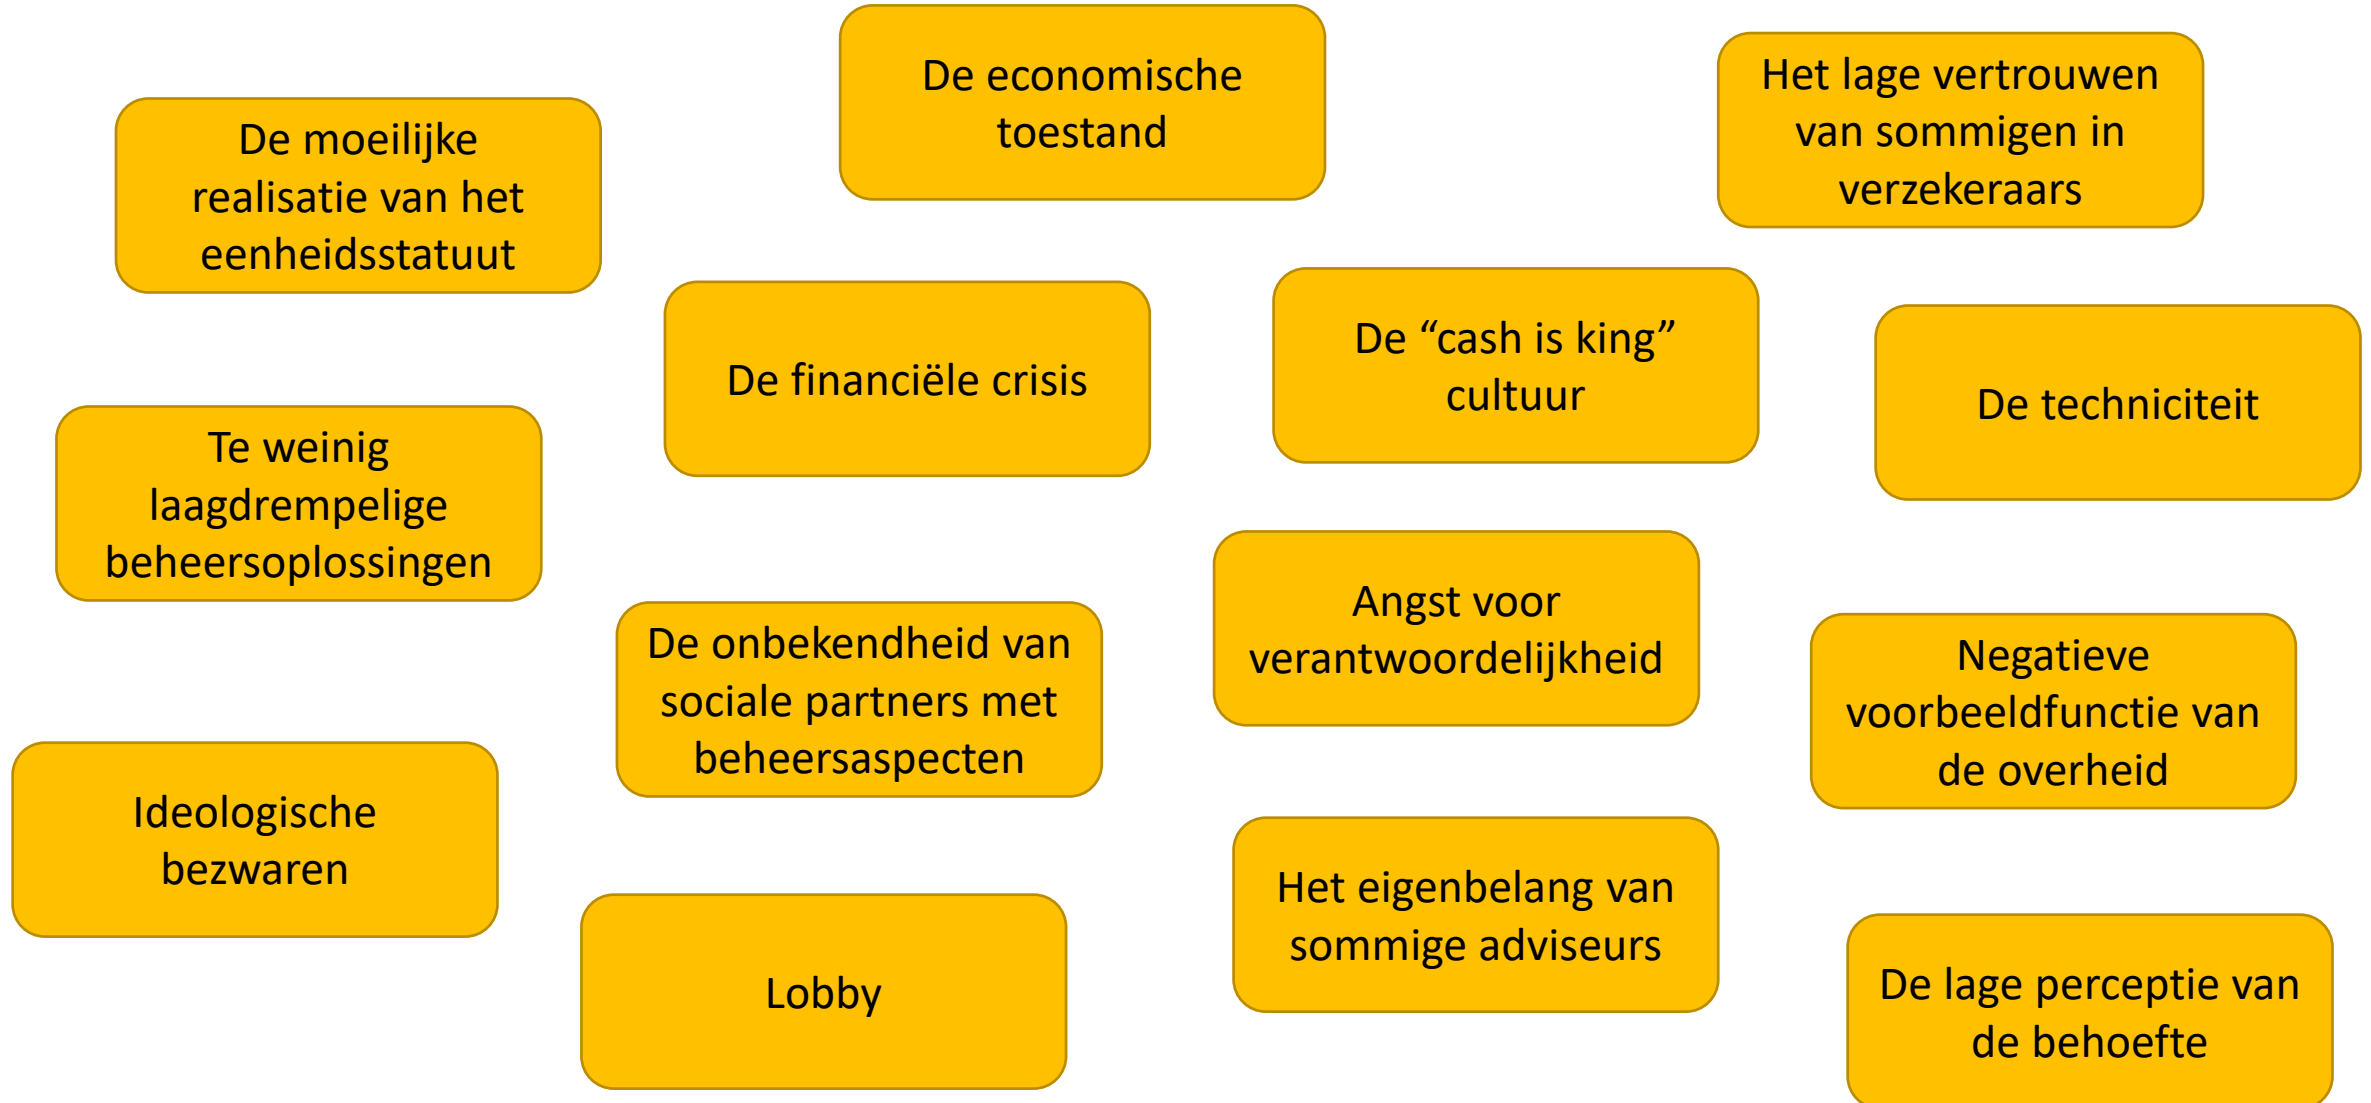 De economische
toestand
Het lage vertrouwen
van sommigen in
verzekeraars
De moeilijke
realisatie van het
eenheidsstatuut
De financiële crisis
De “cash is king”
cultuur
De techniciteit
Te weinig
laagdrempelige
beheersoplossingen
De onbekendheid van
sociale partners met
beheersaspecten
Angst voor
verantwoordelijkheid
Negatieve
voorbeeldfunctie van
de overheid
Ideologische
bezwaren
Lobby
Het eigenbelang van
sommige adviseurs
De lage perceptie van
de behoefte